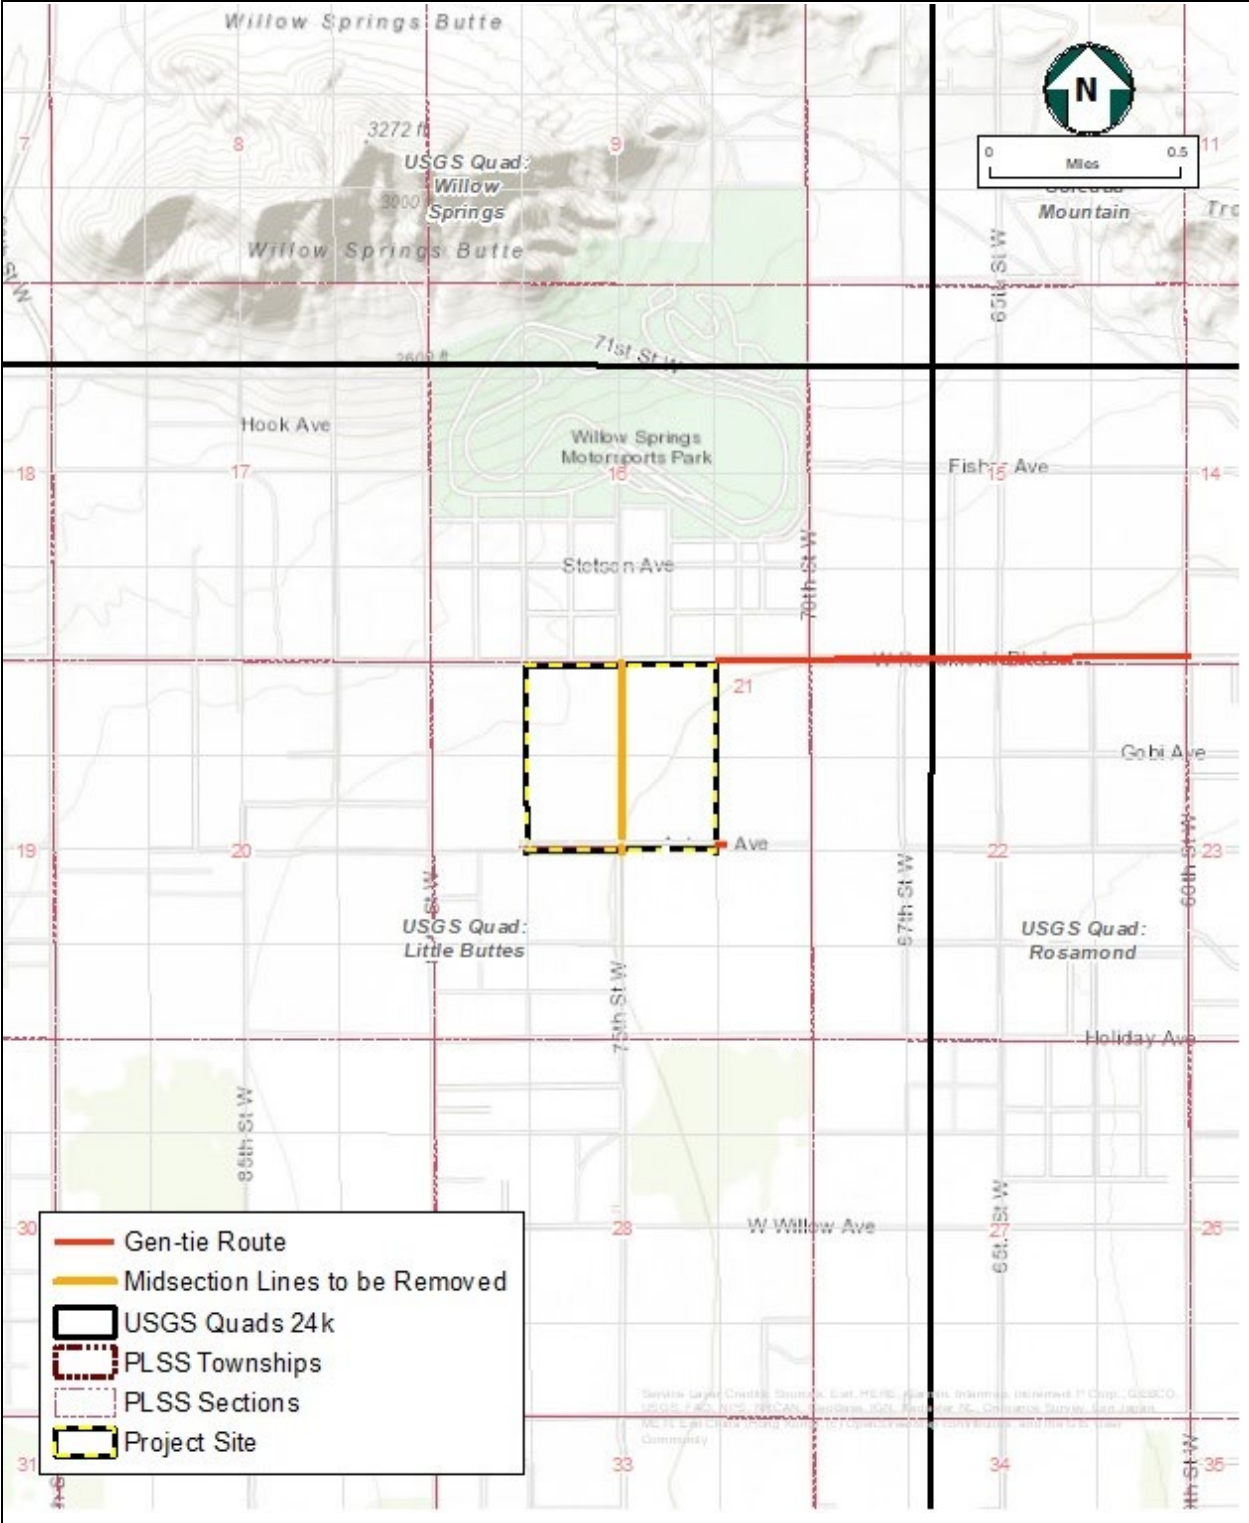 Willow Springs Butte
N
0
0.5
Miles
7
8
3272 ft
9
11
USGS Quad:
Willow
Springs
Mountain
Willow Springs Butte
65th St W
71st St W
Hook Ave
Willow Springs
Motorsports Park
18
17
16
Fisher Ave
15
14
Stetson Ave
70th St W
21
Gobi Ave
19
20
Ave
22
23
60th St W
67th St W
St W
USGS Quad:
Little Buttes
USGS Quad:
Rosamond
75th St W
Holiday Ave
85th St W
30
28
W Willow Ave
27
26
65th St W
Gen-tie Route
Midsection Lines to be Removed
USGS Quads 24k
PLSS Townships
PLSS Sections
Project Site
31
33
34
35